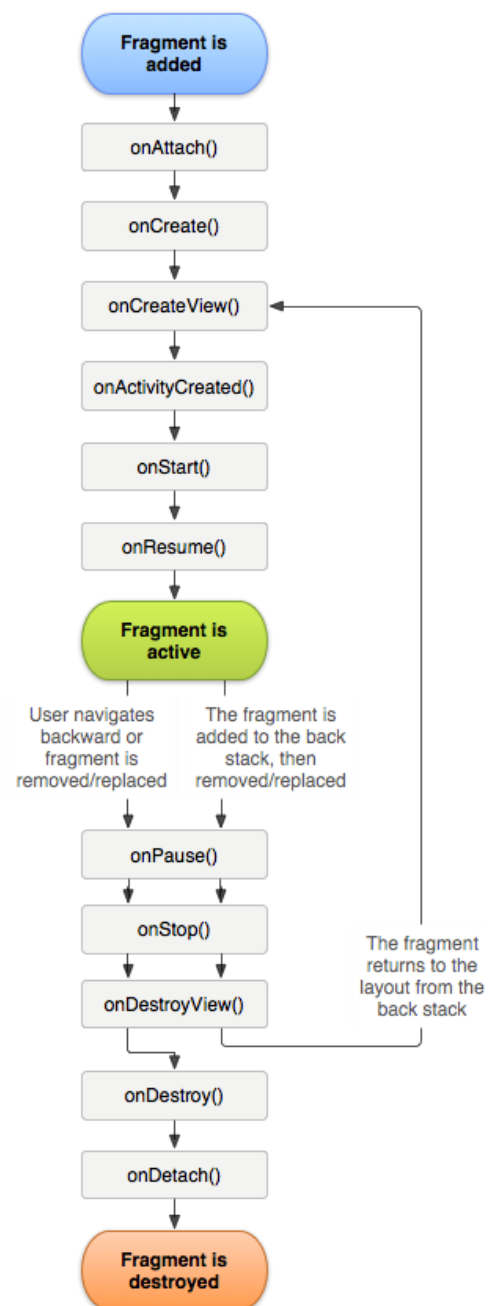 Fragment is
added
onAttach()
onCreate()
onCreateView()
onActivityCreated()
onStart()
onResume()
Fragment is
active
User navigates
backward or
fragment is
removed/replaced
The fragment is
added to the back
stack, then
removed/replaced
onPause()
onStop()
onDestroyView()
The fragment
returns to the
layout from the
back stack
onDestroy()
onDetach()
Fragment is
destroyed